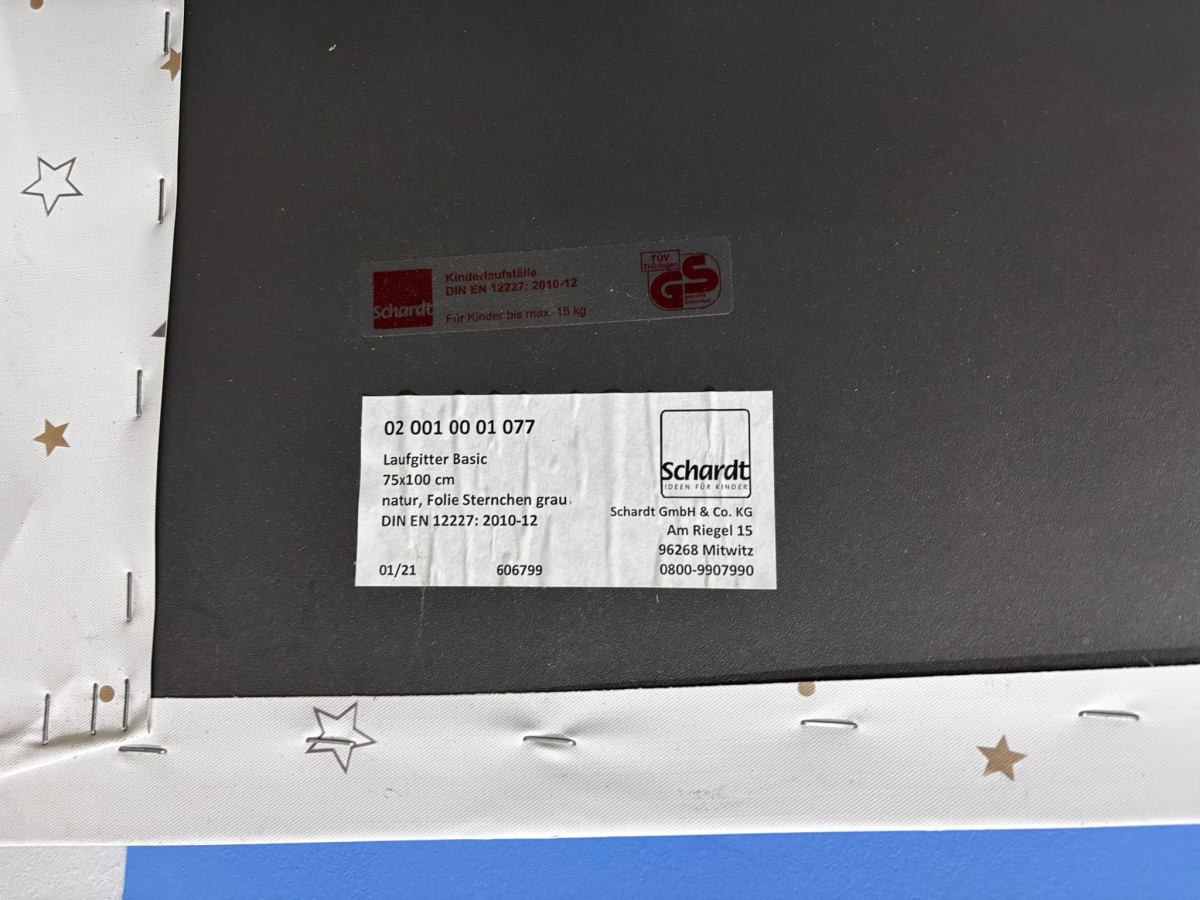 Kinderlaufställe
DIN EN 12227: 2010-12
Für Kinder bis max. 15 kg
Schardt
TÜV
Thüringen
GS
02 001 00 01 077
Laufgitter Basic
75x100 cm
natur, Folie Sternchen grau
DIN EN 12227: 2010-12
01/21
606799
Schardt
IDEEN FÜR KINDER
Schardt GmbH & Co. KG
Am Riegel 15
96268 Mitwitz
0800-9907990